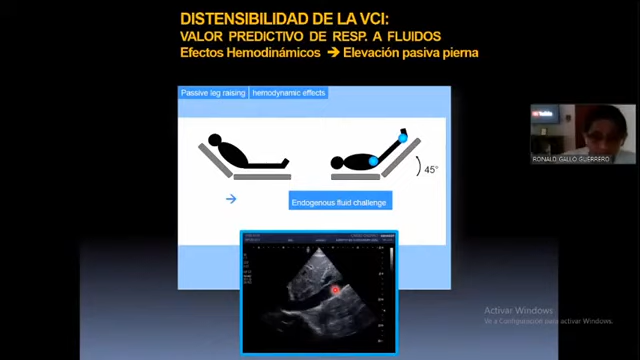 DISTENSIBILIDAD DE LA VCI:
VALOR PREDICTIVO DE RESP. A FLUIDOS
Efectos Hemodinámicos ➔ Elevación pasiva pierna
Passive leg raising hemodynamic effects
45°
→ Endogenous fluid challenge
RONALD GALLO GUERRERO
Activar Windows
Ve a Configuración para activar Windows.